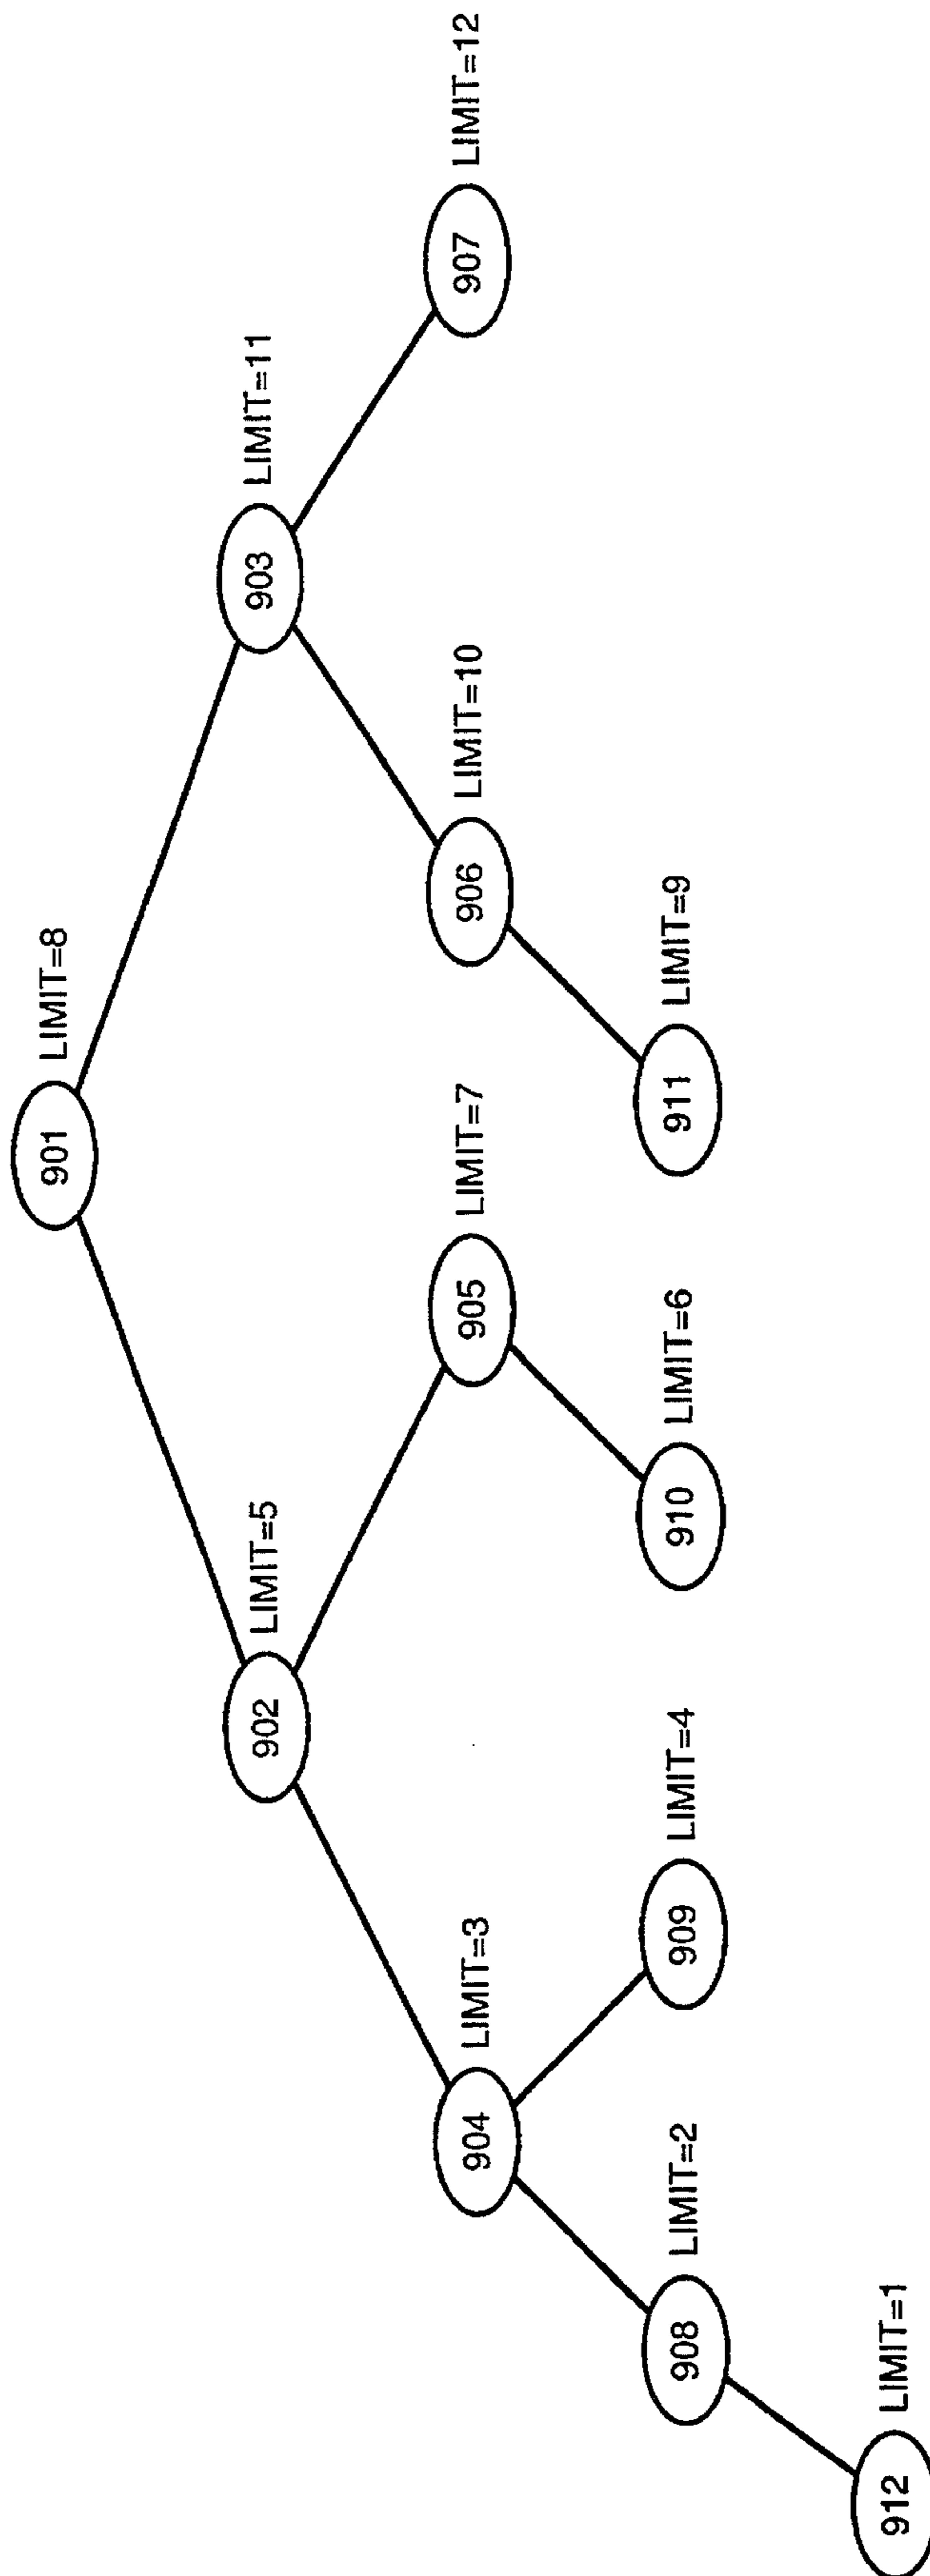 901 LIMIT=8
902 LIMIT=5
903 LIMIT=11
904 LIMIT=3
905 LIMIT=7
906 LIMIT=10
907 LIMIT=12
908 LIMIT=2
909 LIMIT=4
910 LIMIT=6
911 LIMIT=9
912 LIMIT=1